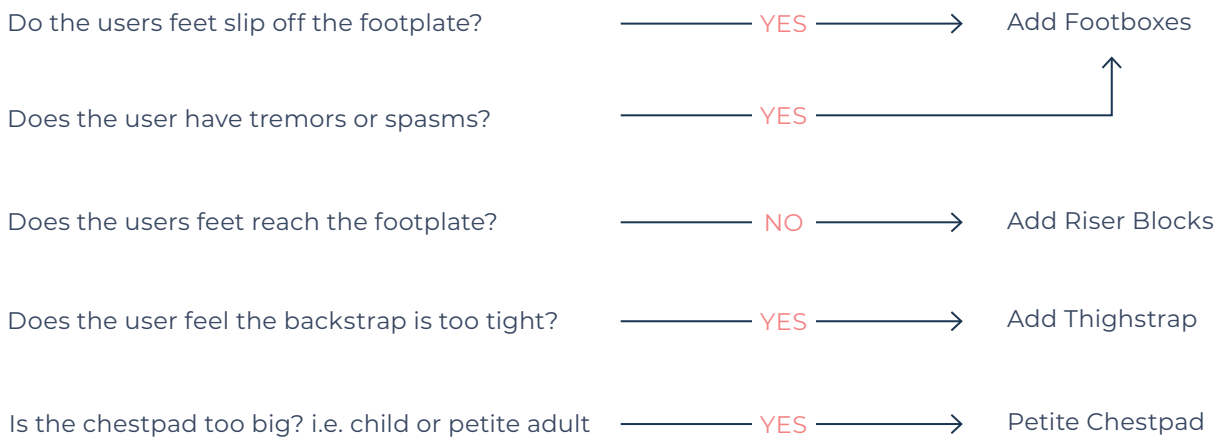 Do the users feet slip off the footplate? YES Add Footboxes
Does the user have tremors or spasms? YES
Does the users feet reach the footplate? NO Add Riser Blocks
Does the user feel the backstrap is too tight? YES Add Thighstrap
Is the chestpad too big? i.e. child or petite adult YES Petite Chestpad